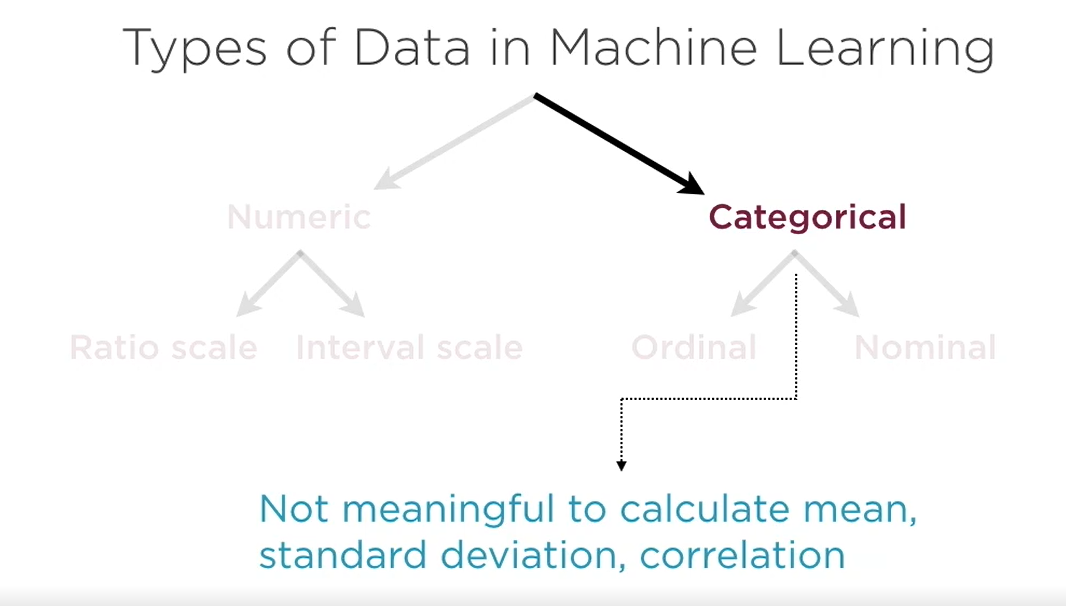 Types of Data in Machine Learning
Numeric
Categorical
Ratio scale
Interval scale
Ordinal
Nominal
Not meaningful to calculate mean,
standard deviation, correlation